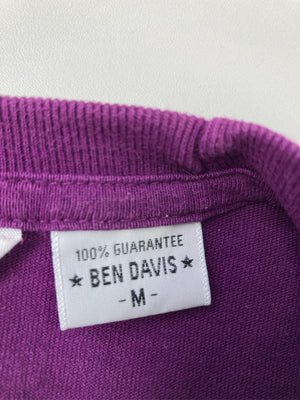 100% GUARANTEE
★ BEN DAVIS ★
- M -